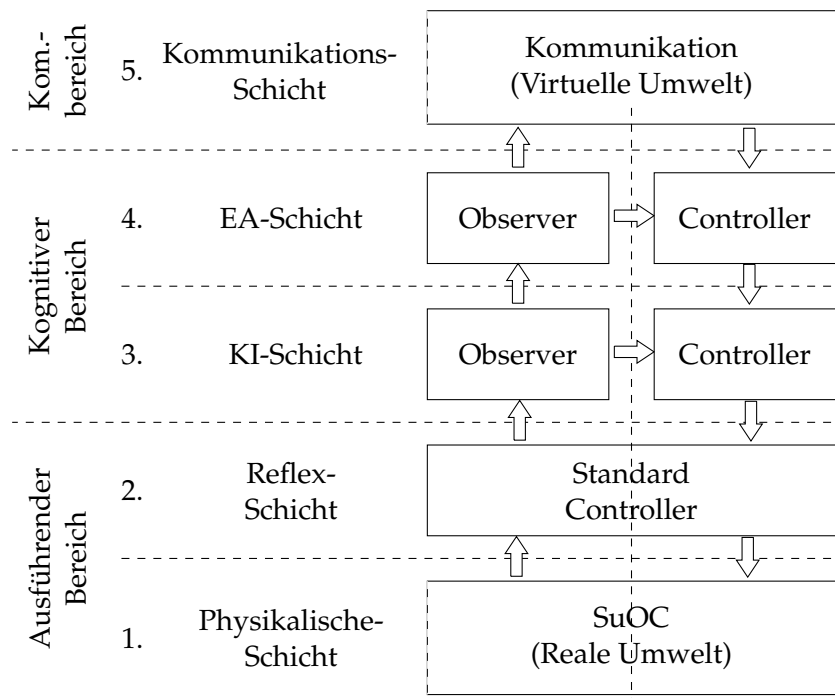 Kom.-
bereich
5.
Kommunikations-
Schicht
Kommunikation
(Virtuelle Umwelt)
Kognitiver
Bereich
4.
EA-Schicht
Observer
Controller
3.
KI-Schicht
Observer
Controller
Ausführender
Bereich
2.
Reflex-
Schicht
Standard
Controller
1.
Physikalische-
Schicht
SuOC
(Reale Umwelt)